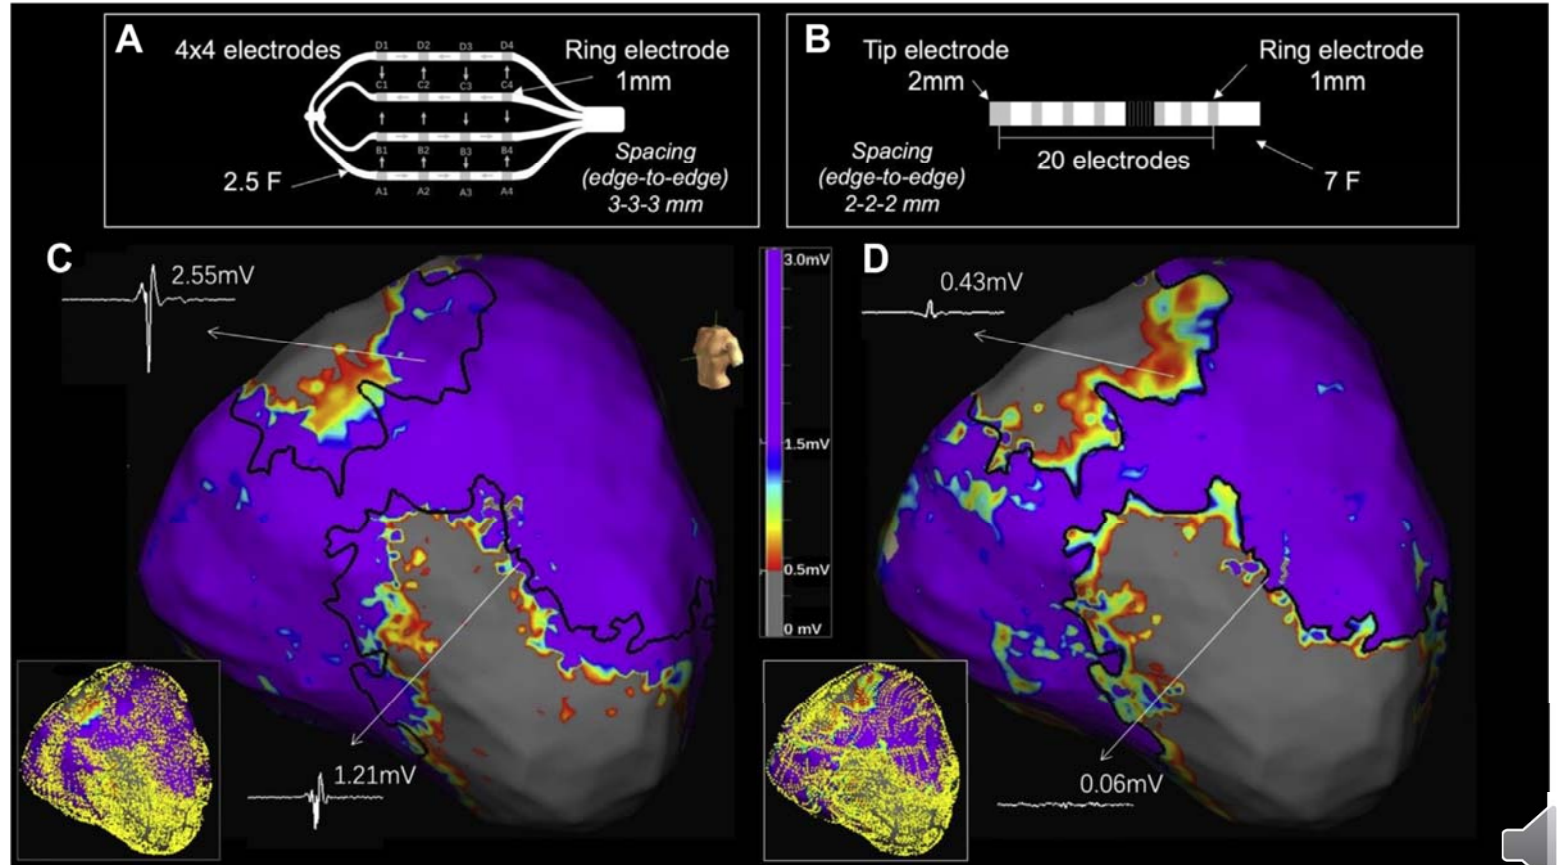 A
4x4 electrodes
D1 D2 D3 D4
Ring electrode
1mm
C1 C2 C3 C4
B1 B2 B3 B4
A1 A2 A3 A4
2.5 F
Spacing
(edge-to-edge)
3-3-3 mm
B
Tip electrode
2mm
Ring electrode
1mm
20 electrodes
Spacing
(edge-to-edge)
2-2-2 mm
7 F
C
2.55mV
1.21mV
3.0mV
1.5mV
0.5mV
0 mV
D
0.43mV
0.06mV